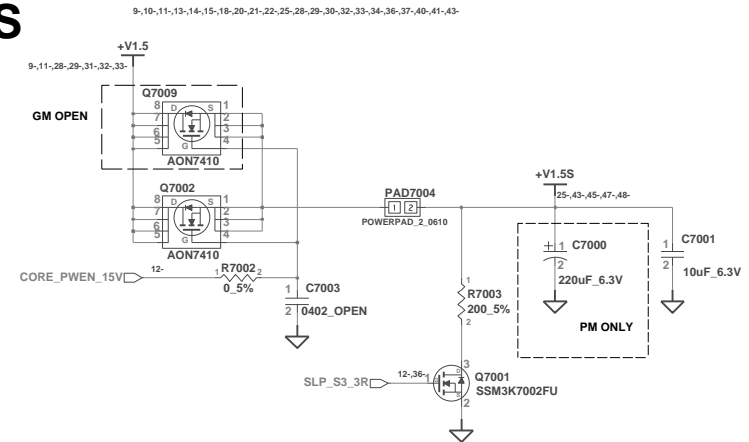 S
9-,10-,11-,13-,14-,15-,18-,20-,21-,22-,25-,28-,29-,30-,32-,33-,34-,36-,37-,40-,41-,43-
+V1.5
9-,11-,28-,29-,31-,32-,33-
GM OPEN
Q7009
8 D S 1
7 2
6 3
5 G 4
AON7410
Q7002
8 D S 1
7 2
6 3
5 G 4
AON7410
PAD7004
1 2
POWERPAD_2_0610
+V1.5S
25-,43-,45-,47-,48-
CORE_PWEN_15V
12-
1 R7002 2
0_5%
1 C7003
2 0402_OPEN
1
R7003
200_5%
2
+ 1 C7000
2
220uF_6.3V
PM ONLY
1 C7001
2
10uF_6.3V
SLP_S3_3R
12-,36-
1
G
3
D
S
2
Q7001
SSM3K7002FU